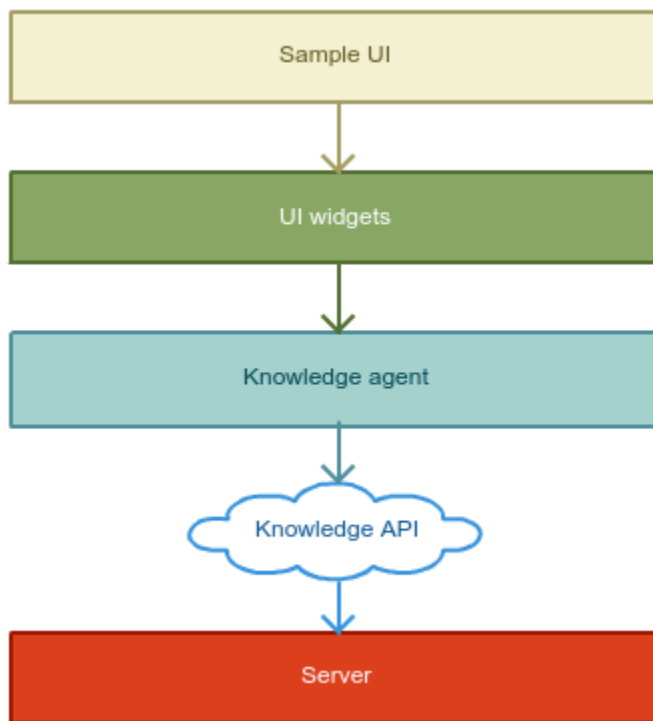 Sample UI
UI widgets
Knowledge agent
Knowledge API
Server